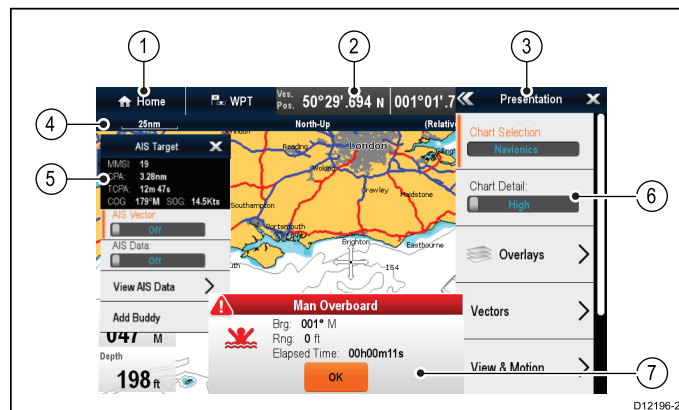 1
2
3
Home
WPT
Ves. Pos. 50°29'.694 N 001°01'.7
Presentation
4
25nm
North-Up
(Relative
AIS Target
5
MMSI: 19
CPA: 3.28nm
TCPA: 12m 47s
COG: 179°M SOG: 14.5Kts
AIS Vector:
Off
AIS Data:
Off
View AIS Data
Add Buddy
047 M
Depth
198 ft
Reading
London
Woking
Crawley
Maidstone
Southampton
Portsmouth
Brighton
Eastbourne
164
Chart Selection:
Navionics
Chart Detail:
High
6
Overlays
Vectors
View & Motion
Man Overboard
Brg: 001° M
Rng: 0 ft
Elapsed Time: 00h00m11s
OK
7
D12196-2